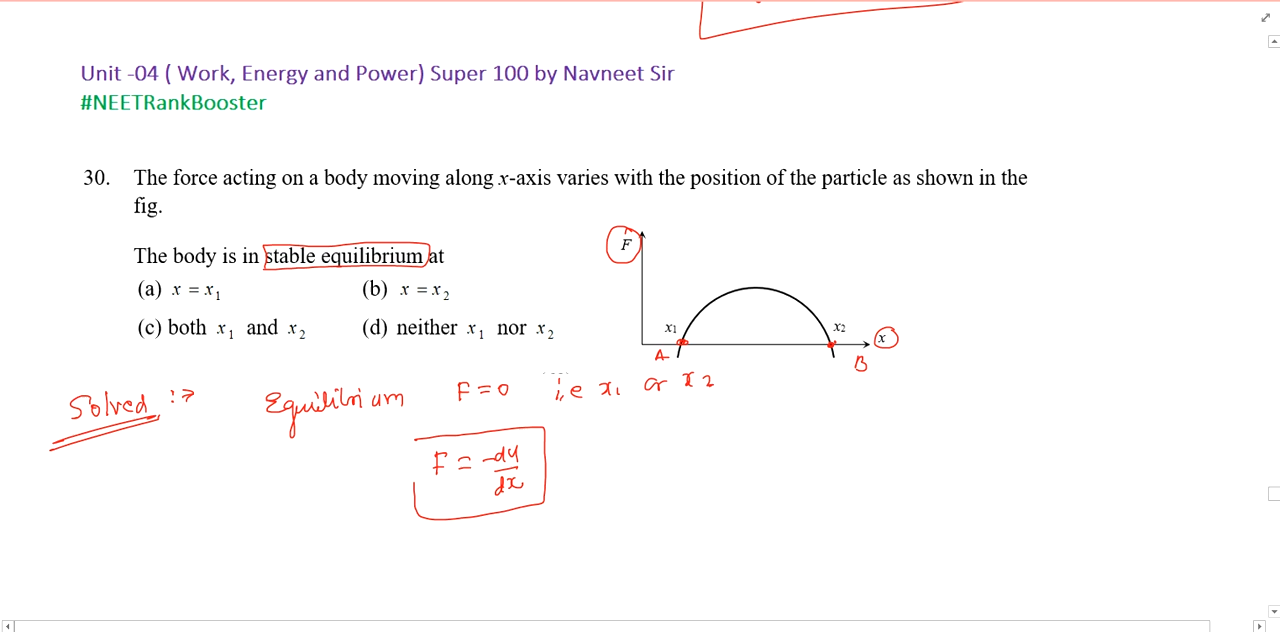 Unit -04 ( Work, Energy and Power) Super 100 by Navneet Sir
#NEETRankBooster
30. The force acting on a body moving along x-axis varies with the position of the particle as shown in the
fig.
The body is in stable equilibrium at
(a) x = x1 (b) x = x2
(c) both x1 and x2 (d) neither x1 nor x2
F
x1 x2 x
A B
Solved :→ Equilibrium F = 0 i,e x1 or x2
F = -dU
dx